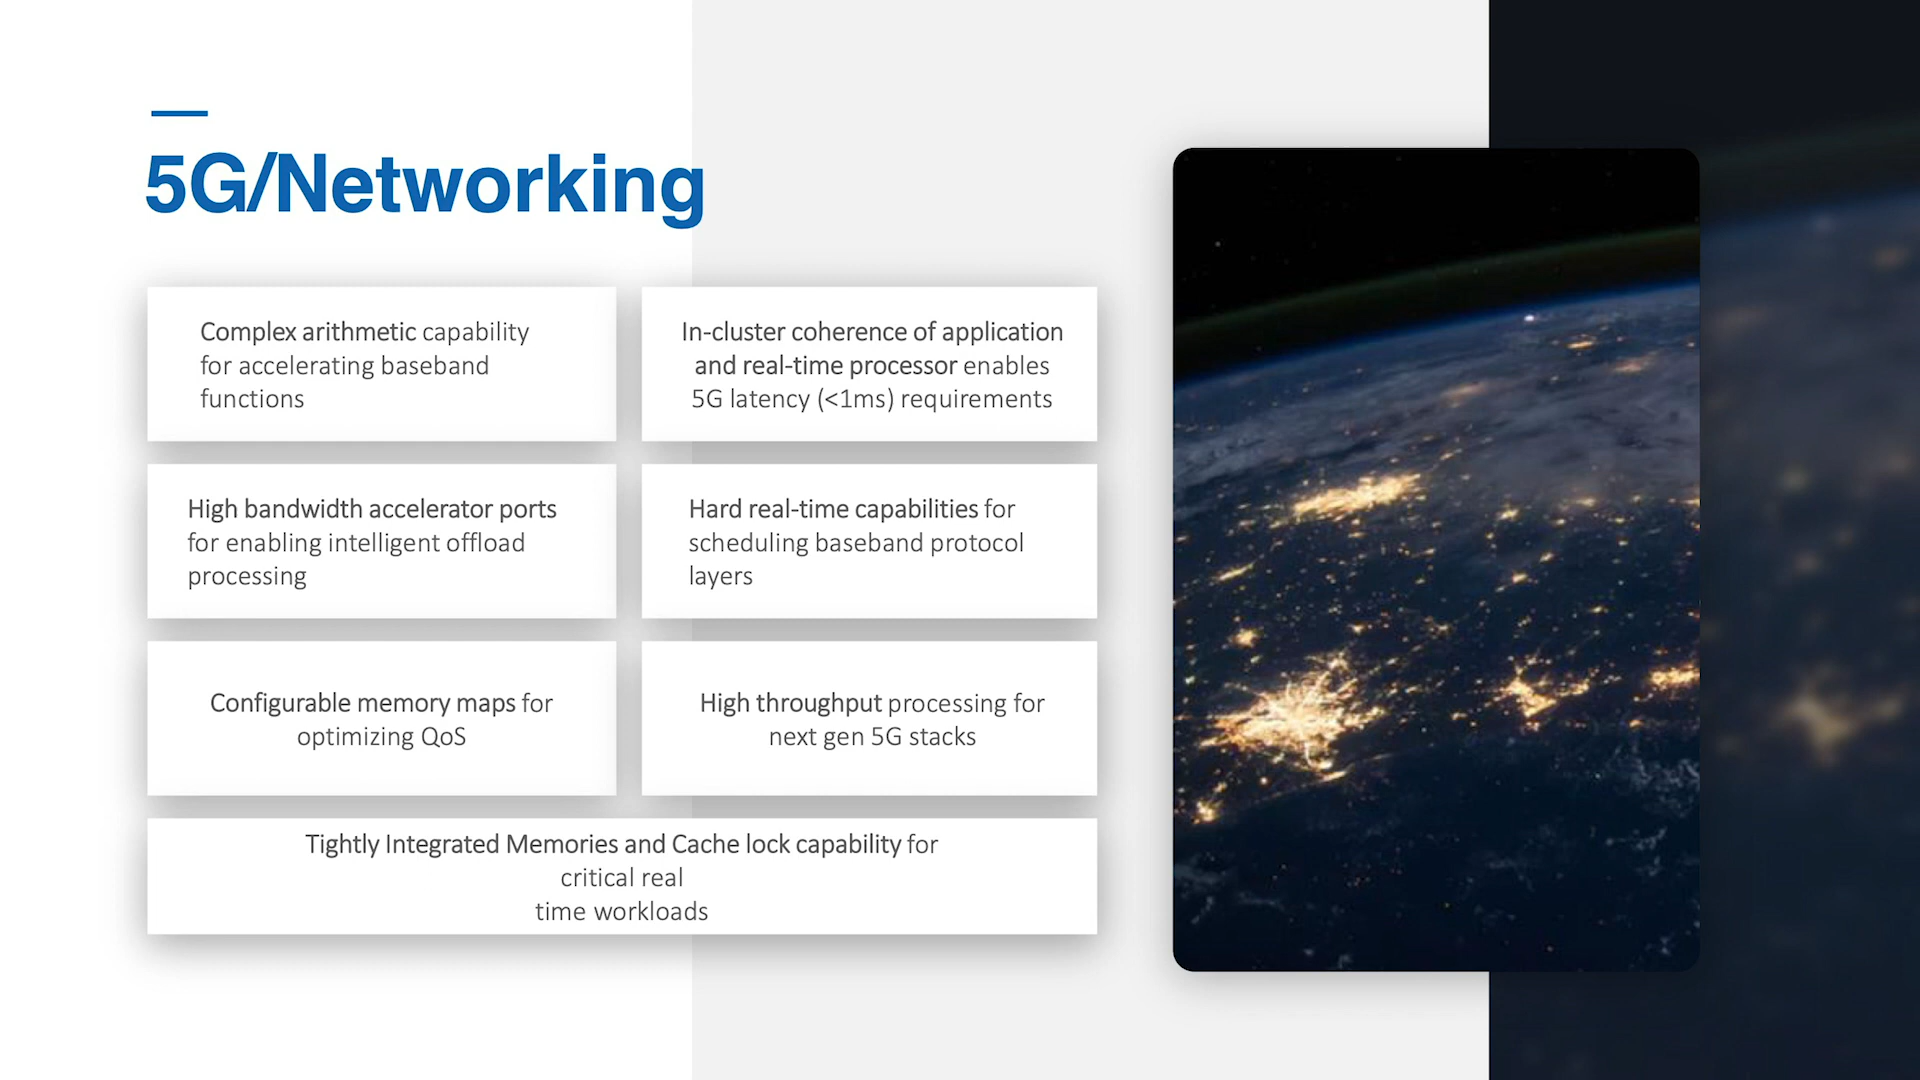 5G/Networking
Complex arithmetic capability
for accelerating baseband
functions
In-cluster coherence of application
and real-time processor enables
5G latency (<1ms) requirements
High bandwidth accelerator ports
for enabling intelligent offload
processing
Hard real-time capabilities for
scheduling baseband protocol
layers
Configurable memory maps for
optimizing QoS
High throughput processing for
next gen 5G stacks
Tightly Integrated Memories and Cache lock capability for
critical real
time workloads